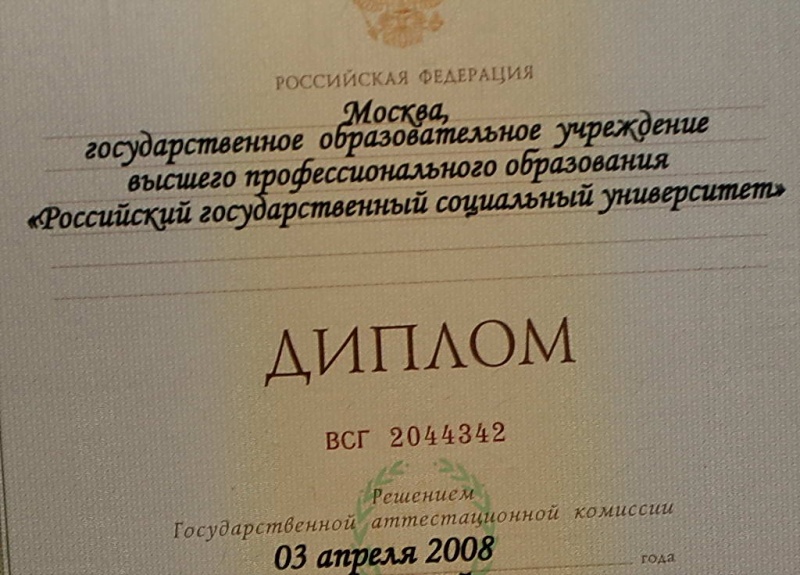 РОССИЙСКАЯ ФЕДЕРАЦИЯ
Москва,
государственное образовательное учреждение
высшего профессионального образования
«Российский государственный социальный университет»
ДИПЛОМ
ВСГ 2044342
Решением
Государственной аттестационной комиссии
03 апреля 2008 года